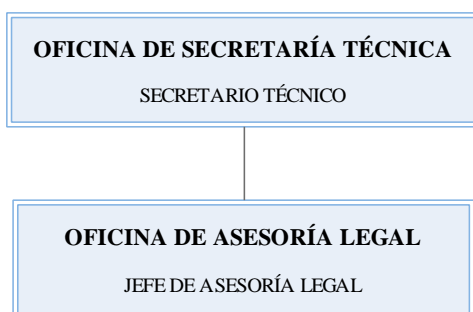 OFICINA DE SECRETARÍA TÉCNICA
SECRETARIO TÉCNICO
OFICINA DE ASESORÍA LEGAL
JEFE DE ASESORÍA LEGAL